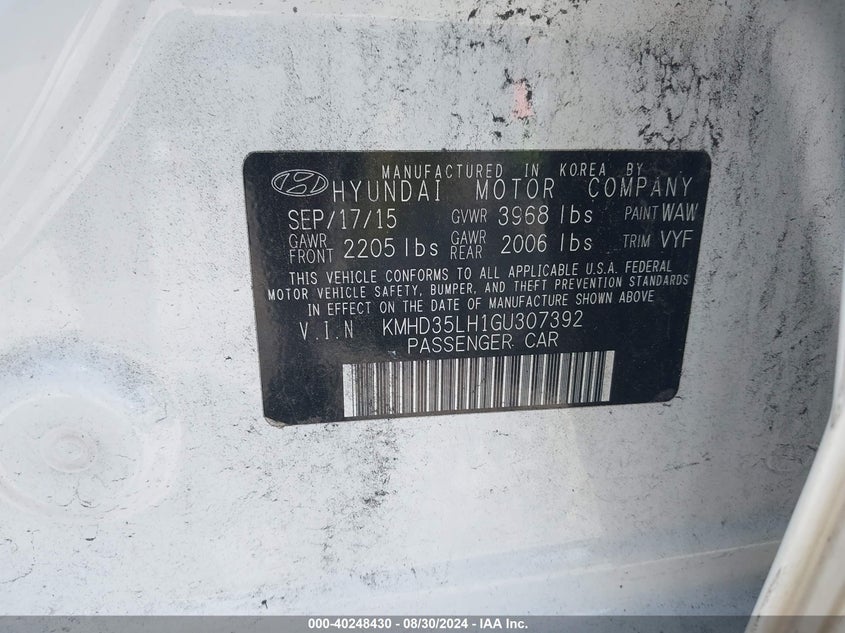 MANUFACTURED IN KOREA BY
HYUNDAI MOTOR COMPANY
SEP/17/15 GVWR 3968 lbs PAINT WAW
GAWR FRONT 2205 lbs GAWR REAR 2006 lbs TRIM VYF
THIS VEHICLE CONFORMS TO ALL APPLICABLE U.S.A. FEDERAL
MOTOR VEHICLE SAFETY, BUMPER, AND THEFT PREVENTION STANDARDS
IN EFFECT ON THE DATE OF MANUFACTURE SHOWN ABOVE
V.I.N KMHD35LH1GU307392
PASSENGER CAR
000-40248430 - 08/30/2024 - IAA Inc.